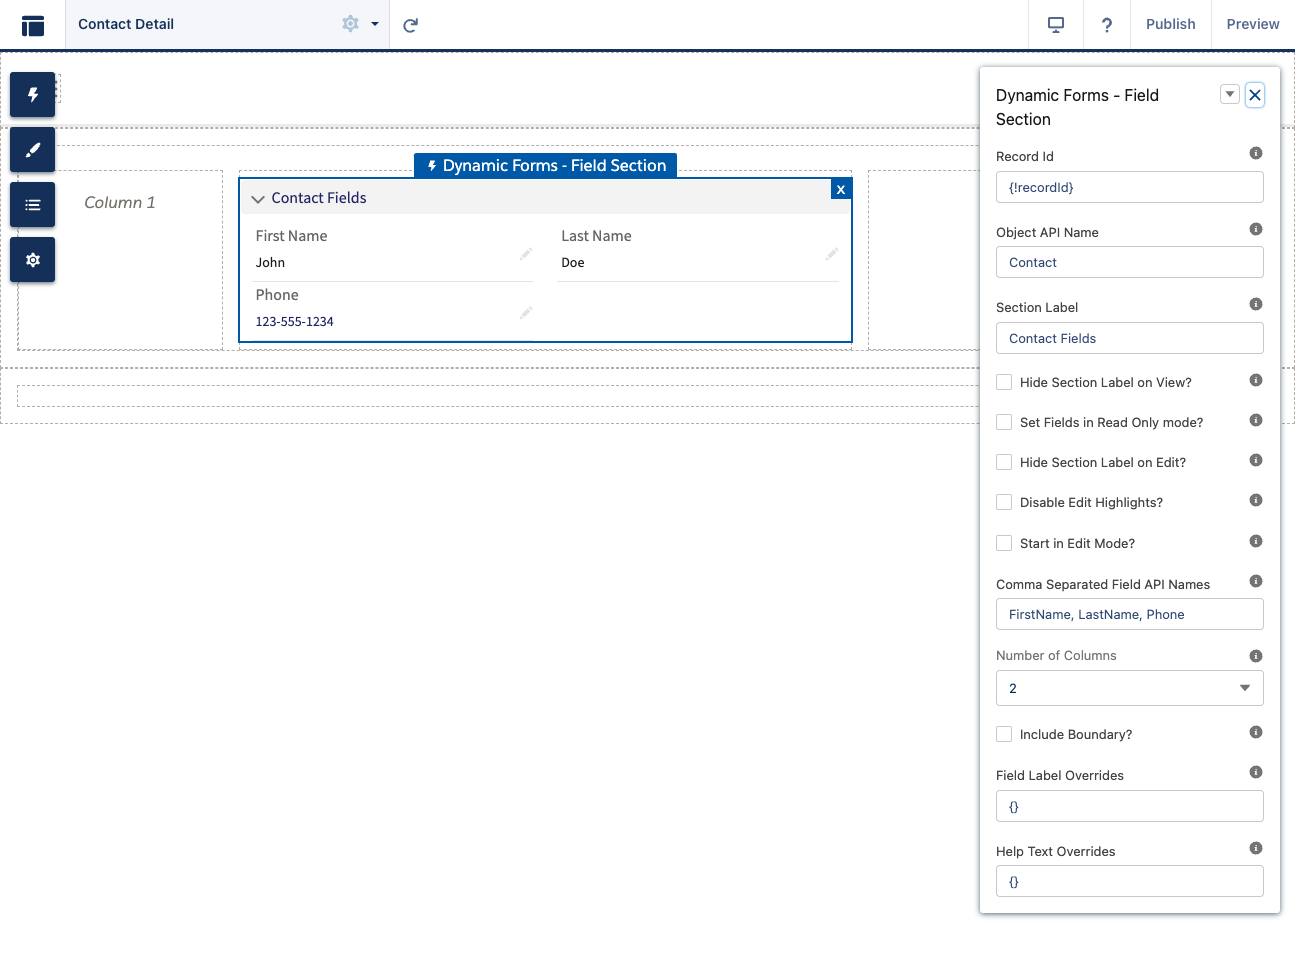 Contact Detail
?
Publish
Preview
Column 1
Dynamic Forms - Field Section
x
Contact Fields
First Name
John
Last Name
Doe
Phone
123-555-1234
Dynamic Forms - Field
Section
Record Id
{!recordId}
Object API Name
Contact
Section Label
Contact Fields
Hide Section Label on View?
Set Fields in Read Only mode?
Hide Section Label on Edit?
Disable Edit Highlights?
Start in Edit Mode?
Comma Separated Field API Names
FirstName, LastName, Phone
Number of Columns
2
Include Boundary?
Field Label Overrides
{}
Help Text Overrides
{}